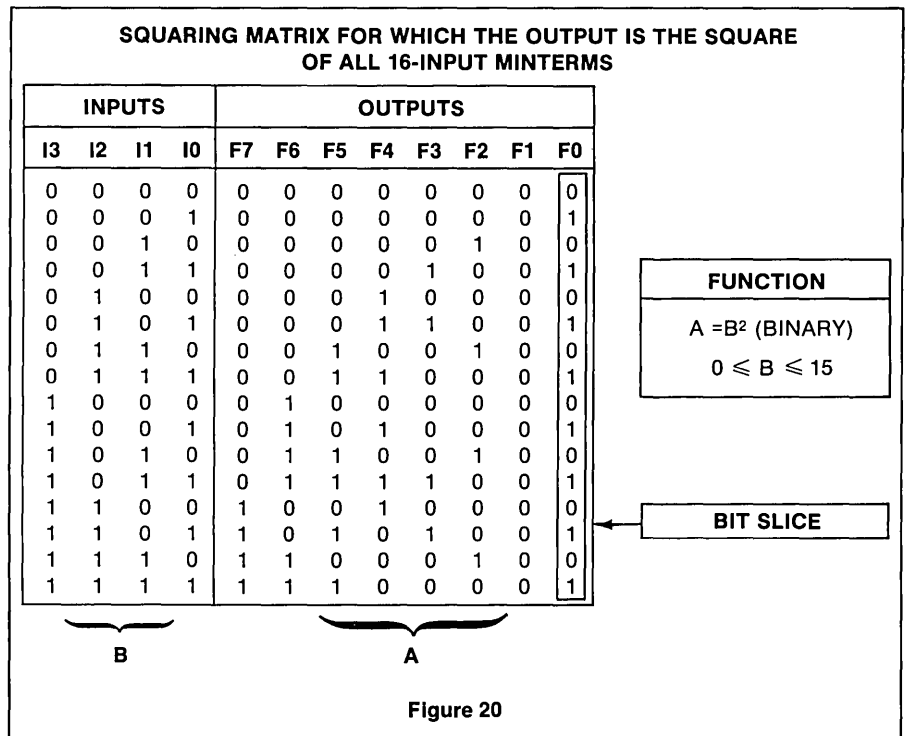 SQUARING MATRIX FOR WHICH THE OUTPUT IS THE SQUARE
OF ALL 16-INPUT MINTERMS
INPUTS OUTPUTS
I3 I2 I1 I0 F7 F6 F5 F4 F3 F2 F1 F0
0 0 0 0 0 0 0 0 0 0 0 0
0 0 0 1 0 0 0 0 0 0 0 1
0 0 1 0 0 0 0 0 0 1 0 0
0 0 1 1 0 0 0 0 1 0 0 1
0 1 0 0 0 0 0 1 0 0 0 0
0 1 0 1 0 0 0 1 1 0 0 1
0 1 1 0 0 0 1 0 0 1 0 0
0 1 1 1 0 0 1 1 0 0 0 1
1 0 0 0 0 1 0 0 0 0 0 0
1 0 0 1 0 1 0 1 0 0 0 1
1 0 1 0 0 1 1 0 0 1 0 0
1 0 1 1 0 1 1 1 1 0 0 1
1 1 0 0 1 0 0 1 0 0 0 0
1 1 0 1 1 0 1 0 1 0 0 1
1 1 1 0 1 1 0 0 0 1 0 0
1 1 1 1 1 1 1 0 0 0 0 1
B A
FUNCTION
A =B² (BINARY)
0 ⩽ B ⩽ 15
BIT SLICE
Figure 20